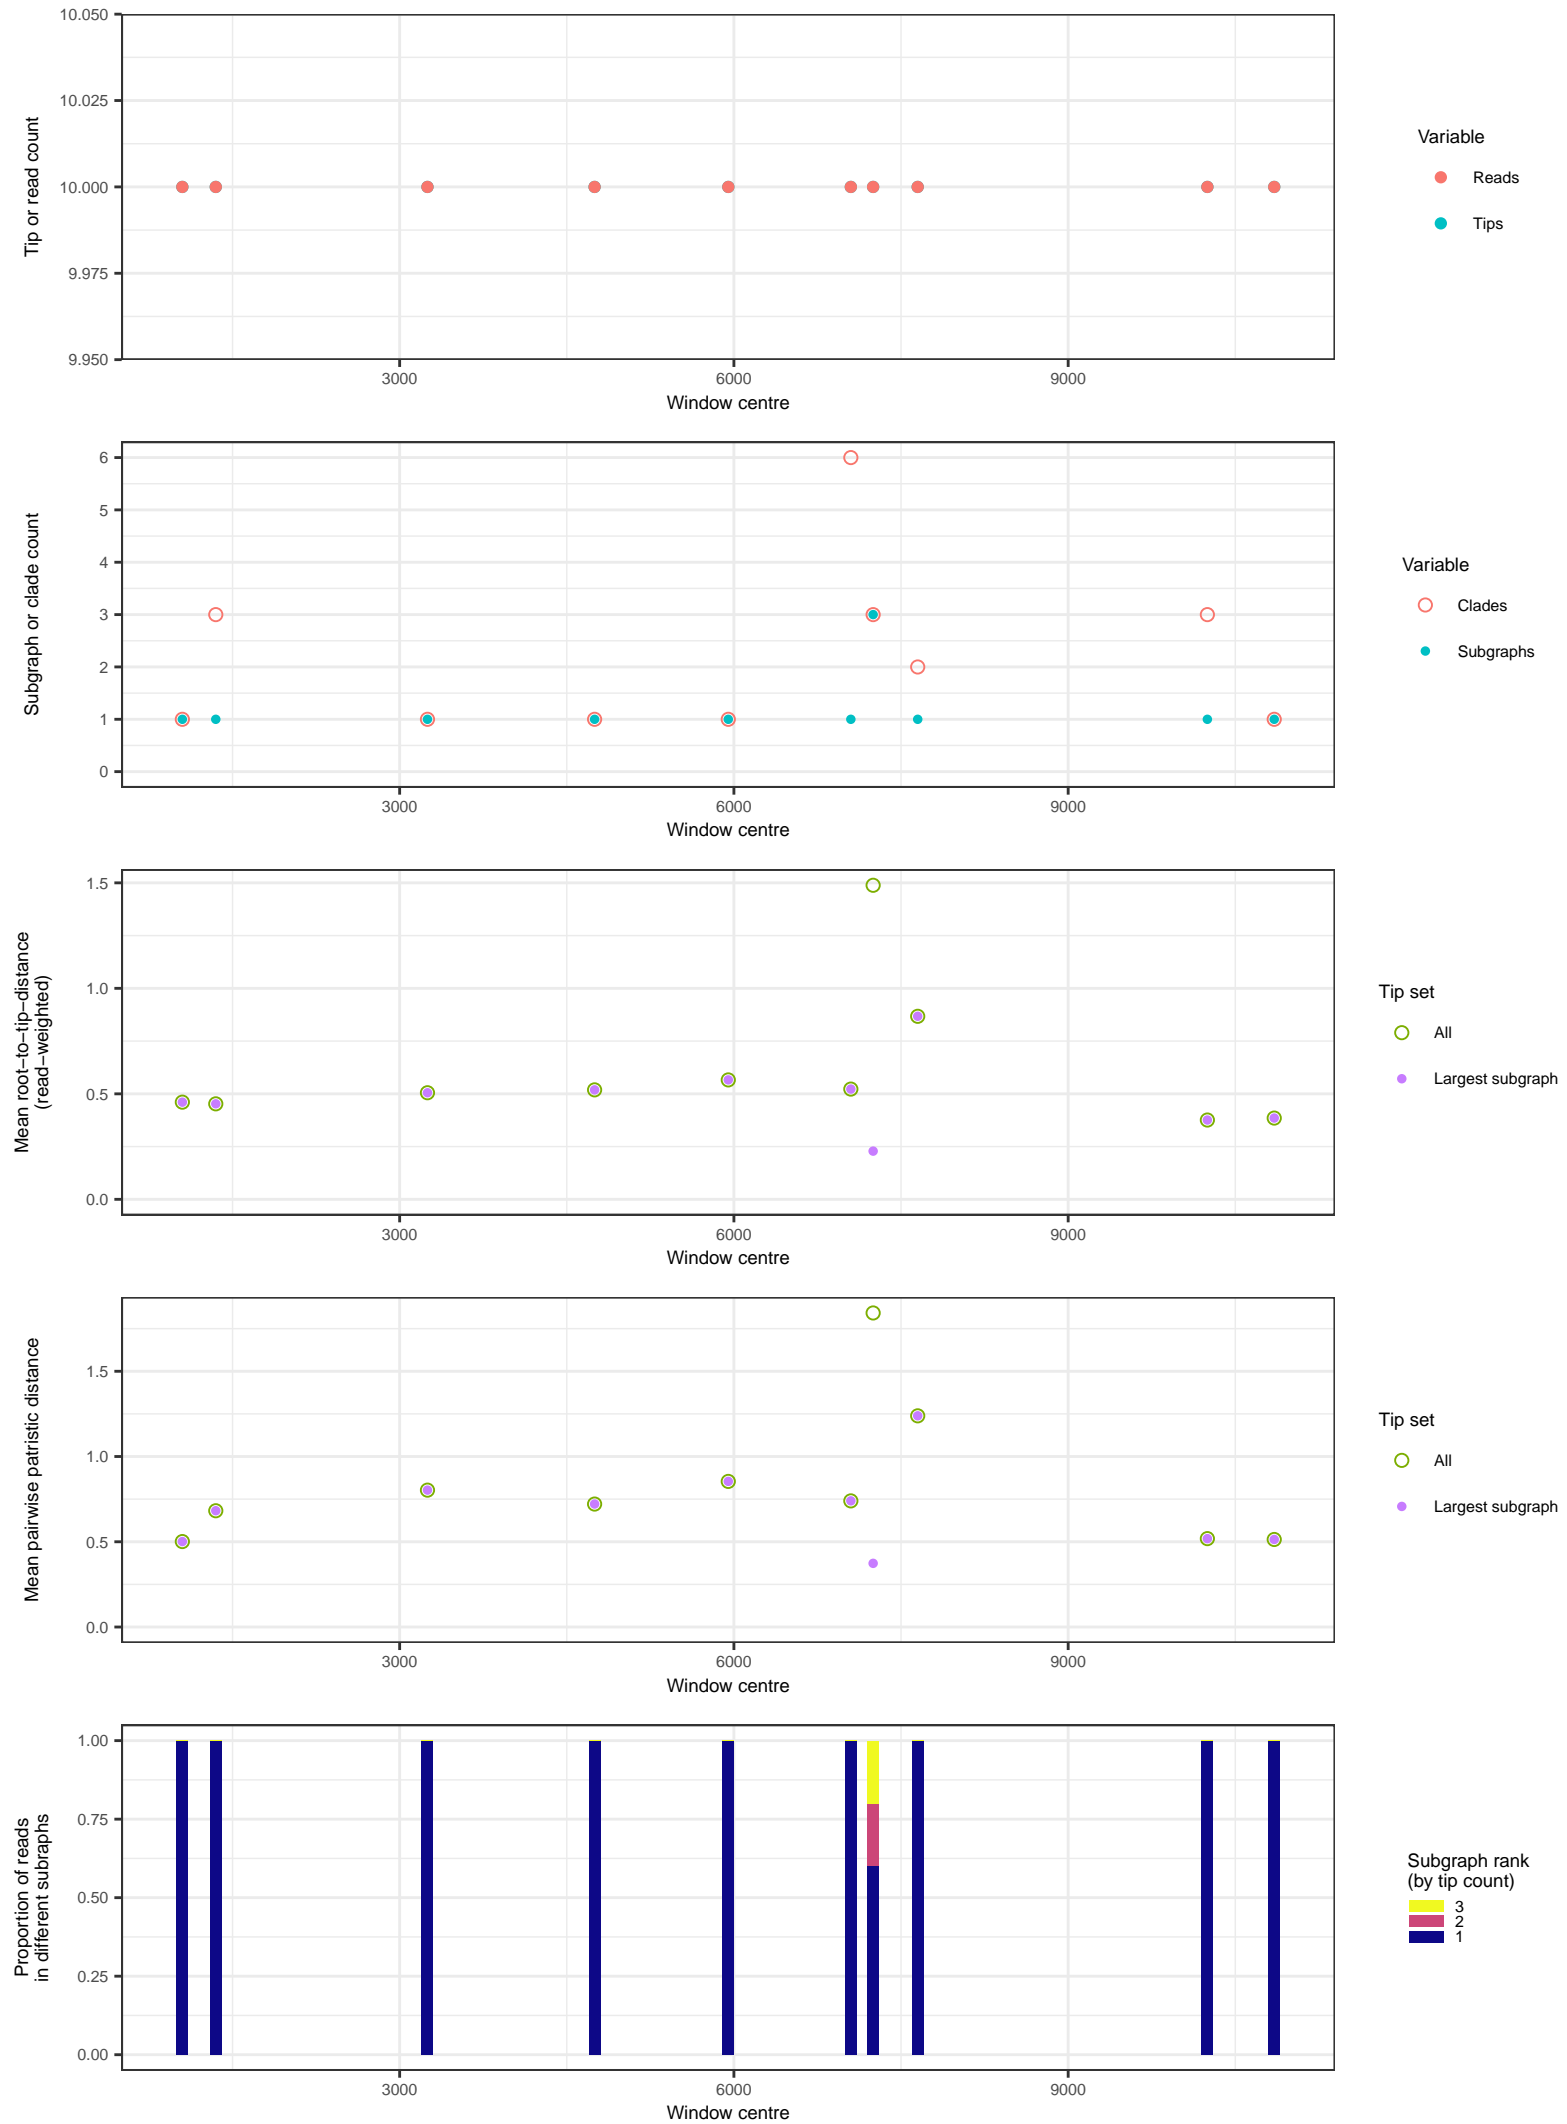 10.050
10.025
10.000
9.975
9.950
Tip or read count
3000
6000
9000
Window centre
Variable
Reads
Tips
6
5
4
3
2
1
0
Subgraph or clade count
3000
6000
9000
Window centre
Variable
Clades
Subgraphs
1.5
1.0
0.5
0.0
Mean root−to−tip−distance
(read−weighted)
3000
6000
9000
Window centre
Tip set
All
Largest subgraph
1.5
1.0
0.5
0.0
Mean pairwise patristic distance
3000
6000
9000
Window centre
Tip set
All
Largest subgraph
1.00
0.75
0.50
0.25
0.00
Proportion of reads
in different subraphs
3000
6000
9000
Window centre
Subgraph rank
(by tip count)
3
2
1